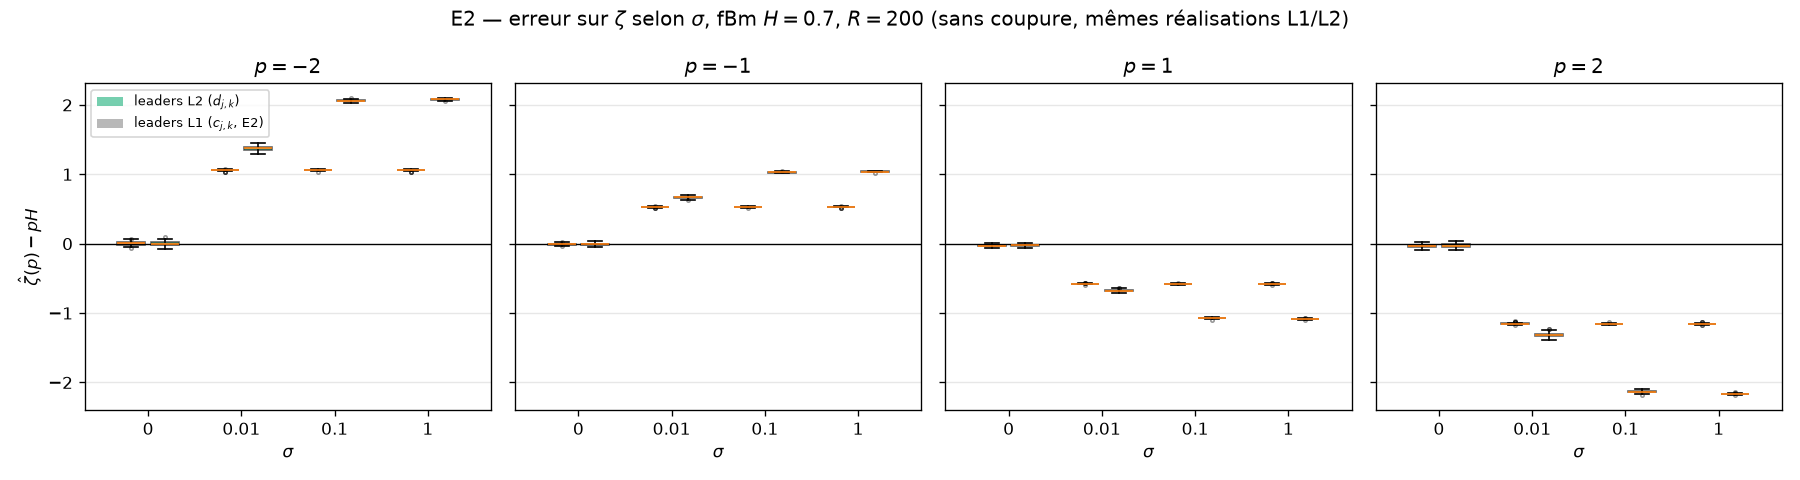 E2 — erreur sur ζ selon σ, fBm H = 0.7, R = 200 (sans coupure, mêmes réalisations L1/L2)
p = −2
p = −1
p = 1
p = 2
leaders L2 (d_{j,k})
leaders L1 (c_{j,k}, E2)
ζ̂(p) − pH
2
1
0
−1
−2
0 0.01 0.1 1
0 0.01 0.1 1
0 0.01 0.1 1
0 0.01 0.1 1
σ
σ
σ
σ